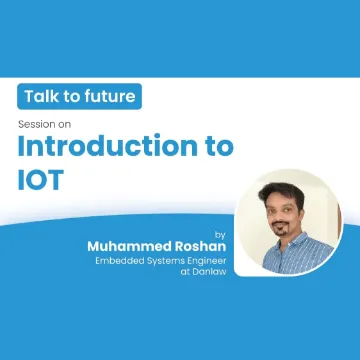 Talk to future
Session on
Introduction to
IOT
by
Muhammed Roshan
Embedded Systems Engineer
at Danlaw